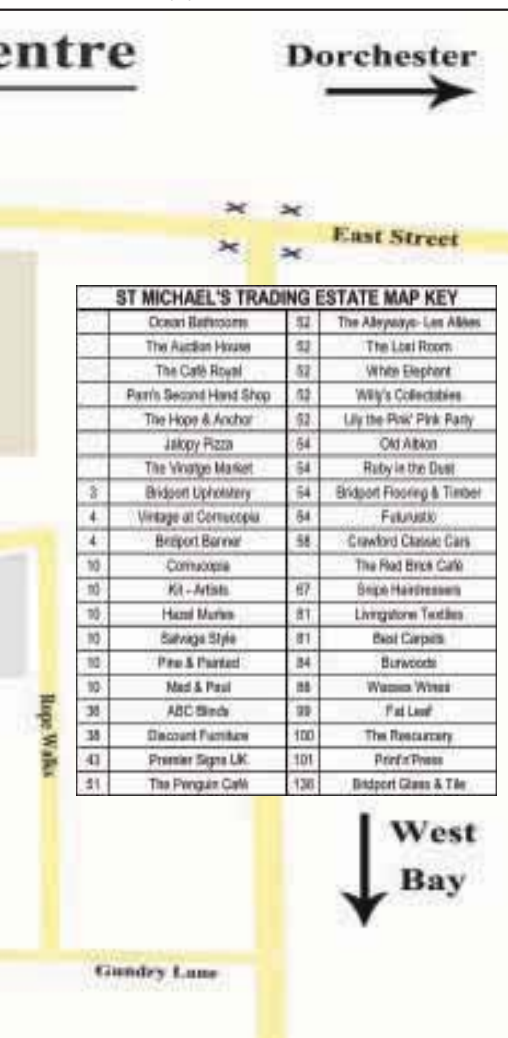 entre
Dorchester
East Street
ST MICHAEL'S TRADING ESTATE MAP KEY
Ocean Bathrooms 52 The Alleyways- Les Allées
The Auction House 52 The Lost Room
The Café Royal 52 White Elephant
Pam's Second Hand Shop 52 Willy's Collectables
The Hope & Anchor 52 Lily the Pink' Pink Party
Jalopy Pizza 54 Old Albion
The Vinatge Market 54 Ruby in the Dust
3 Bridport Upholstery 54 Bridport Flooring & Timber
4 Vintage at Cornucopia 54 Futurustic
4 Bridport Banner 58 Crawford Classic Cars
10 Cornucopia The Red Brick Café
10 Kit - Artists 67 Snips Hairdressers
10 Hazel 81 Livingstone Textiles
10 Salvage Style 81 Best Carpets
10 Pine & Painted 84 Burwoods
10 Mad & Paul 88 Wessex Wines
36 ABC Blinds 99 Fat Leaf
38 Discount Furniture 100 The Resourcery
43 Premier Signs UK 101 Print'n'Press
51 The Penguin Café 136 Bridport Glass & Tile
Rope Walks
West
Bay
Gundry Lane